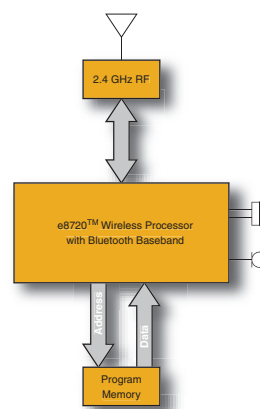 2.4 GHz RF
e8720™ Wireless Processor
with Bluetooth Baseband
Address
Data
Program
Memory